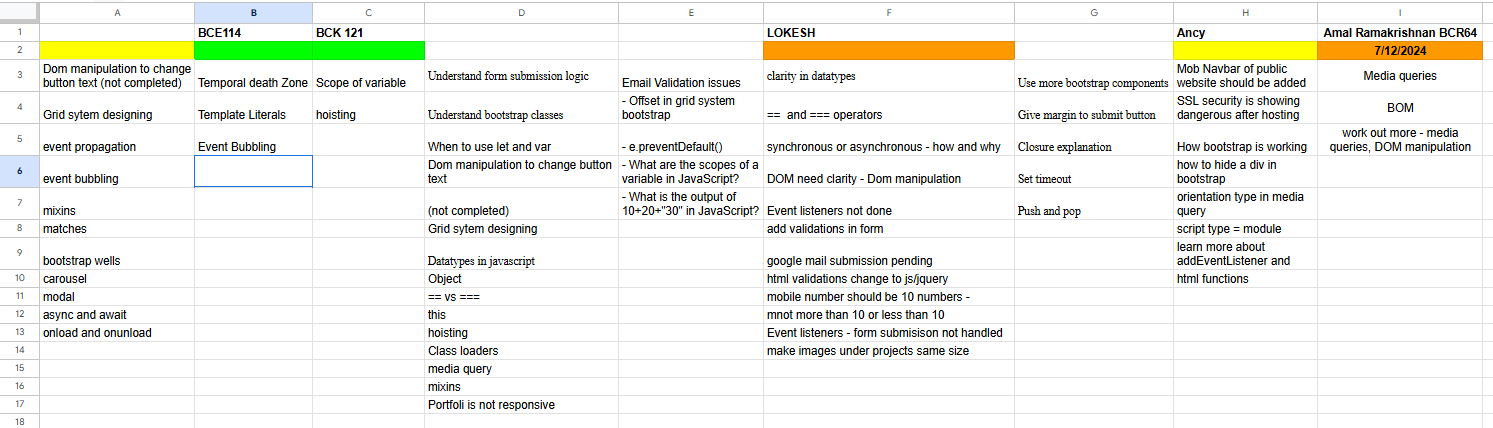 A B C D E F G H I
1 BCE114 BCK 121 LOKESH Ancy Amal Ramakrishnan BCR64
2 7/12/2024
3 Dom manipulation to change button text (not completed) Temporal death Zone Scope of variable Understand form submission logic Email Validation issues clarity in datatypes Use more bootstrap components Mob Navbar of public website should be added Media queries
4 Grid sytem designing Template Literals hoisting Understand bootstrap classes - Offset in grid system bootstrap == and === operators Give margin to submit button SSL security is showing dangerous after hosting BOM
5 event propagation Event Bubbling When to use let and var - e.preventDefault() synchronous or asynchronous - how and why Closure explanation How bootstrap is working work out more - media queries, DOM manipulation
6 event bubbling Dom manipulation to change button text - What are the scopes of a variable in JavaScript? DOM need clarity - Dom manipulation Set timeout how to hide a div in bootstrap
7 mixins (not completed) - What is the output of 10+20+"30" in JavaScript? Event listeners not done Push and pop orientation type in media query
8 matches Grid sytem designing add validations in form script type = module
9 bootstrap wells Datatypes in javascript google mail submission pending learn more about addEventListener and
10 carousel Object html validations change to js/jquery html functions
11 modal == vs === mobile number should be 10 numbers -
12 async and await this mnot more than 10 or less than 10
13 onload and onunload hoisting Event listeners - form submisison not handled
14 Class loaders make images under projects same size
15 media query
16 mixins
17 Portfoli is not responsive
18